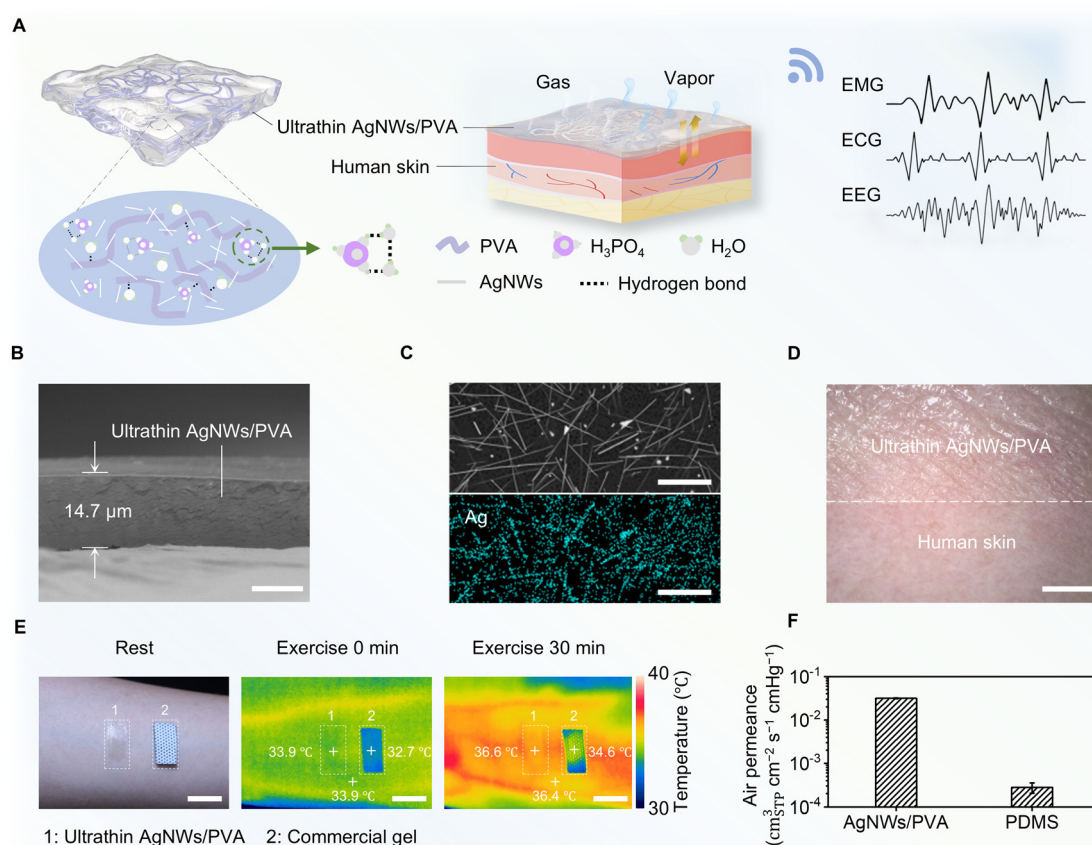 A
Gas
Vapor
Ultrathin AgNWs/PVA
Human skin
EMG
ECG
EEG
PVA
H₃PO₄
H₂O
AgNWs
Hydrogen bond
B
Ultrathin AgNWs/PVA
14.7 µm
C
Ag
D
Ultrathin AgNWs/PVA
Human skin
E
Rest
Exercise 0 min
Exercise 30 min
1
2
1
2
33.9 ℃
32.7 ℃
33.9 ℃
1
2
36.6 ℃
34.6 ℃
36.4 ℃
40
30
Temperature (℃)
1: Ultrathin AgNWs/PVA
2: Commercial gel
F
Air permeance
(cm³STP cm⁻² s⁻¹ cmHg⁻¹)
10⁻¹
10⁻²
10⁻³
10⁻⁴
AgNWs/PVA
PDMS